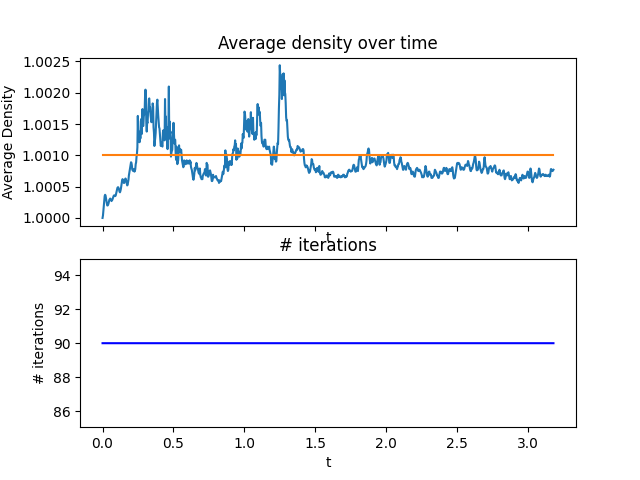 Average density over time
1.0025
1.0020
1.0015
1.0010
1.0005
1.0000
Average Density
t
# iterations
94
92
90
88
86
# iterations
0.0 0.5 1.0 1.5 2.0 2.5 3.0
t